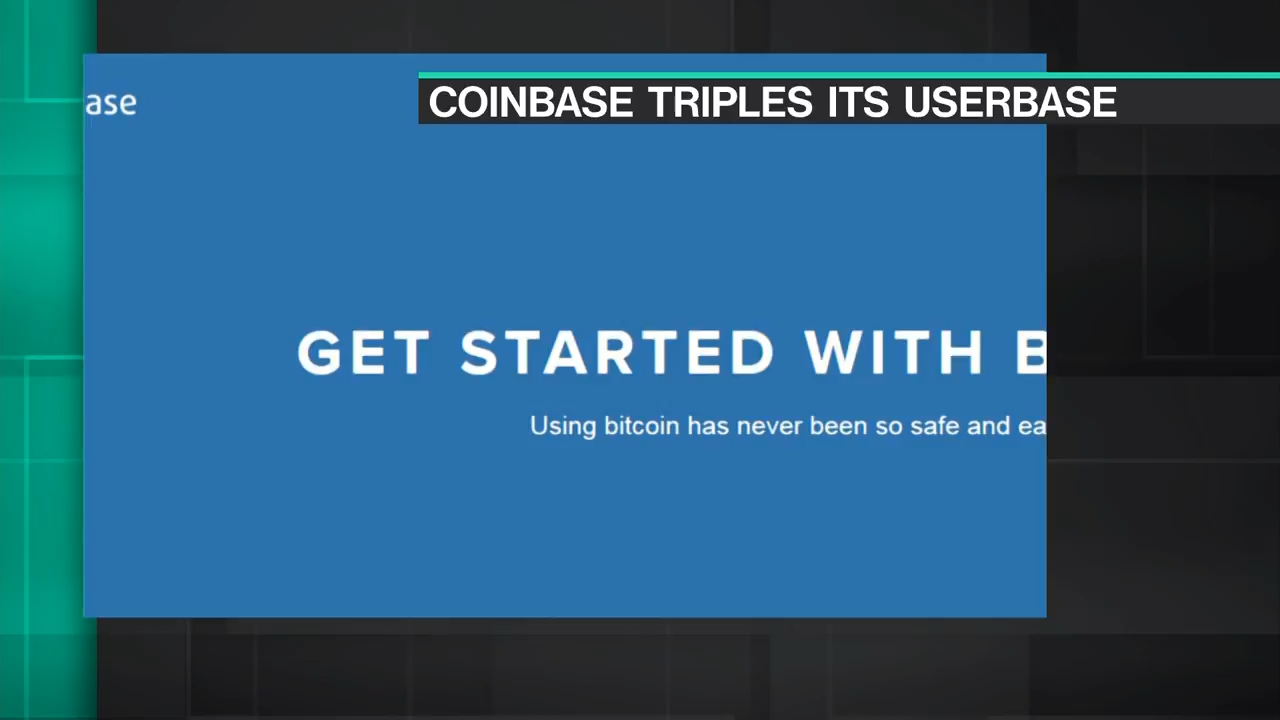 COINBASE TRIPLES ITS USERBASE
ase
GET STARTED WITH B
Using bitcoin has never been so safe and ea